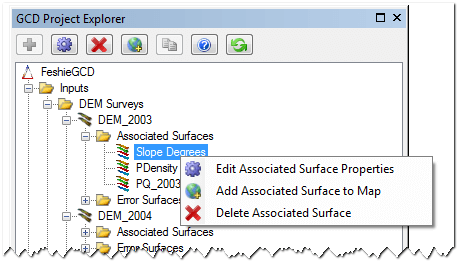 GCD Project Explorer
FeshieGCD
Inputs
DEM Surveys
DEM_2003
Associated Surfaces
Slope Degrees
Edit Associated Surface Properties
PDensity
PQ_2003
Add Associated Surface to Map
Error Surfaces
Delete Associated Surface
DEM_2004
Associated Surfaces
Error Surfaces